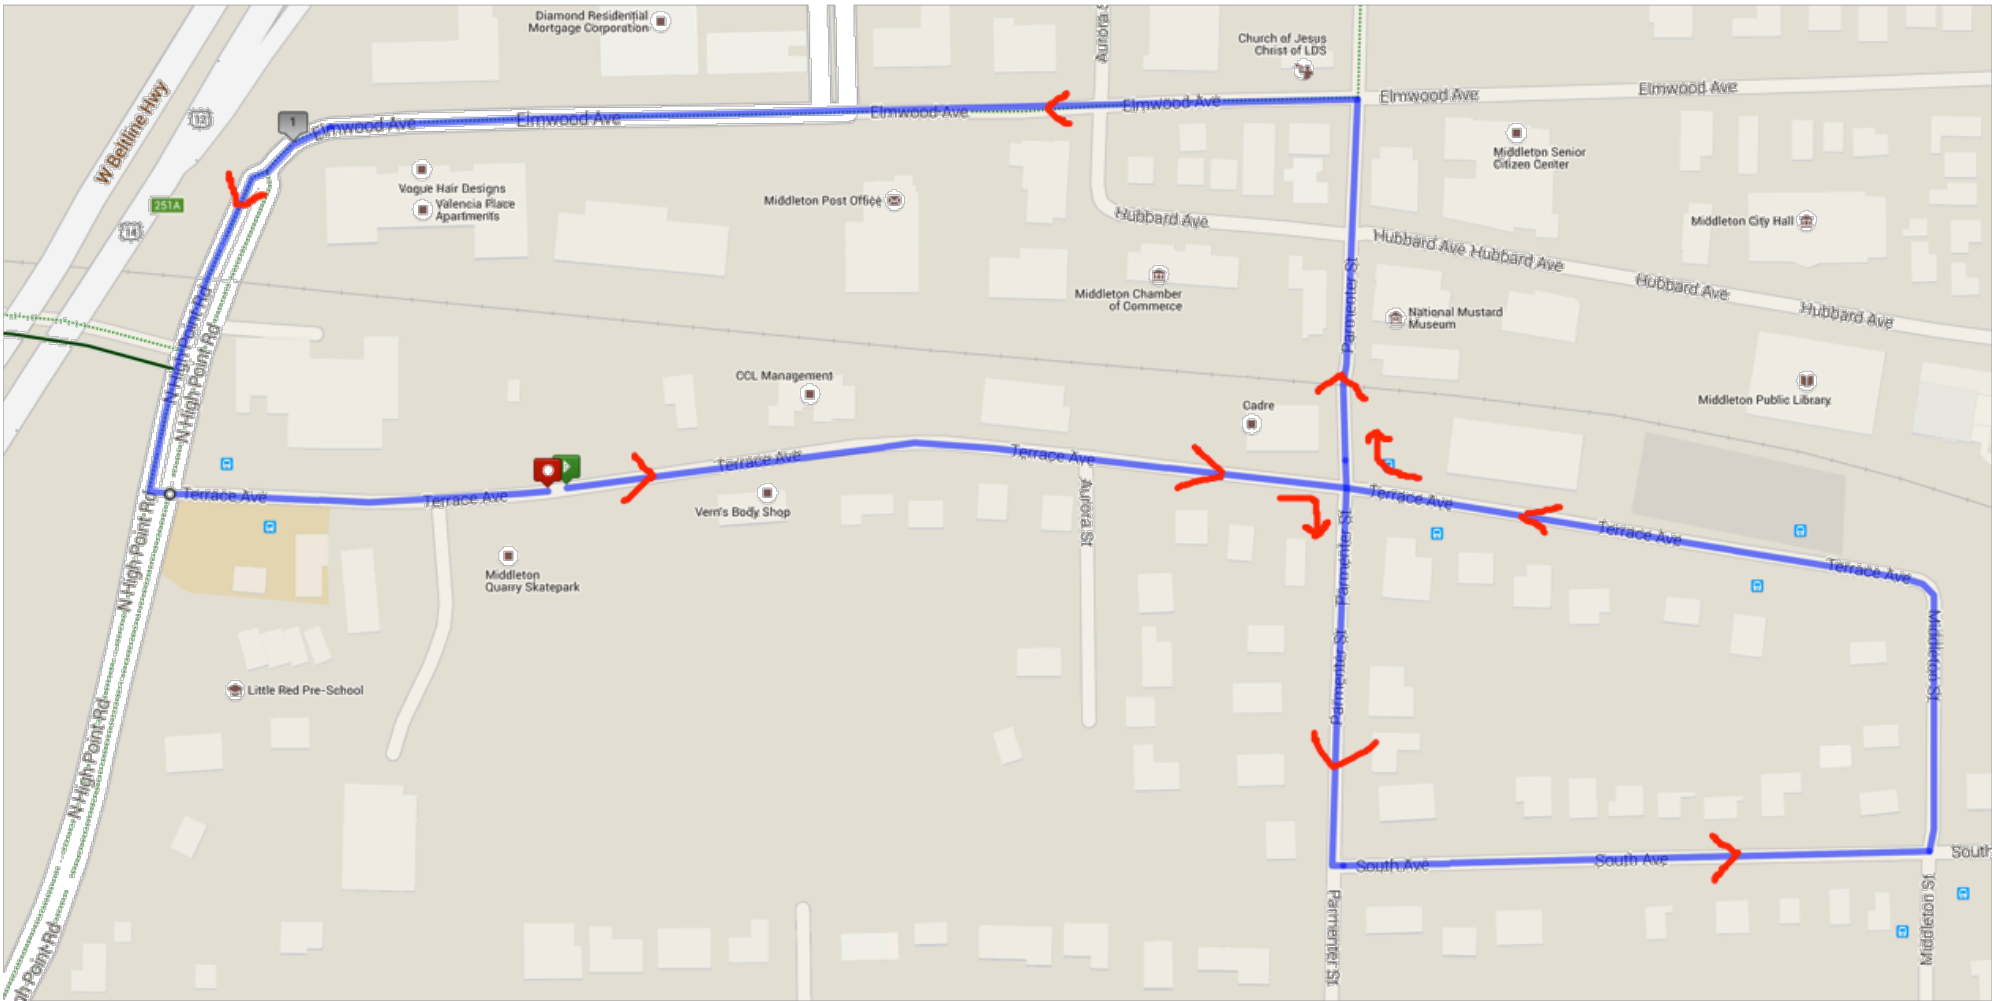 Diamond Residential
Mortgage Corporation
Aurora S
Church of Jesus
Christ of LDS
W Beltline Hwy
12
Elmwood Ave
Elmwood Ave
1
Elmwood Ave
Elmwood Ave
Elmwood Ave
Elmwood Ave
Middleton Senior
Citizen Center
Vogue Hair Designs
Valencia Place
Apartments
251A
14
Middleton Post Office
Hubbard Ave
Middleton City Hall
Hubbard Ave
Hubbard Ave
Hubbard Ave
Hubbard Ave
Middleton Chamber
of Commerce
Parmenter St
National Mustard
Museum
N High Point Rd
N High Point Rd
CCL Management
Cadre
Middleton Public Library
Terrace Ave
Terrace Ave
Terrace Ave
Terrace Ave
Terrace Ave
Vern's Body Shop
Aurora St
Parmenter St
Terrace Ave
Terrace Ave
N High Point Rd
Middleton
Quarry Skatepark
Middleton St
Parmenter St
Little Red Pre-School
N High Point Rd
South Ave
South Ave
South
Parmenter St
Middleton St
gh Point Rd